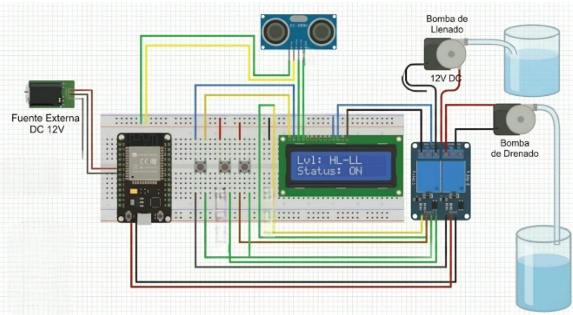 Bomba de
Llenado
12V DC
Fuente Externa
DC 12V
Lvl: HL-LL
Status: ON
Bomba
de Drenado